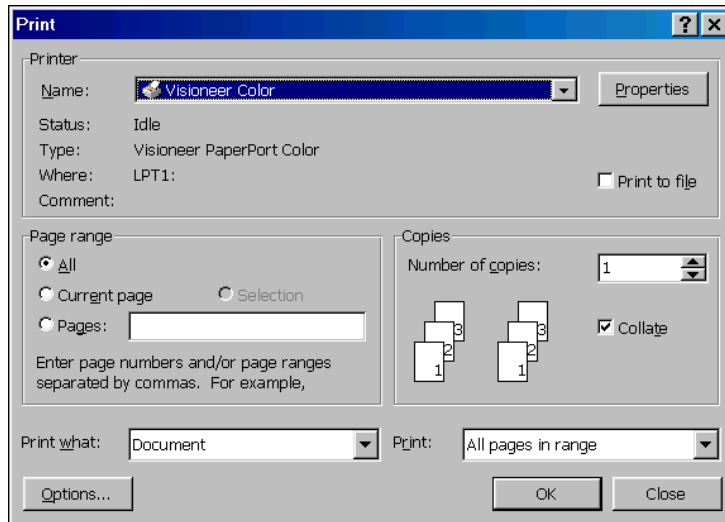 Print
Printer
Name: Visioneer Color
Properties
Status: Idle
Type: Visioneer PaperPort Color
Where: LPT1:
Comment:
Print to file
Page range
All
Current page Selection
Pages:
Enter page numbers and/or page ranges
separated by commas. For example,
Copies
Number of copies: 1
3 3
2 2
1 1
Collate
Print what: Document
Print: All pages in range
Options...
OK
Close